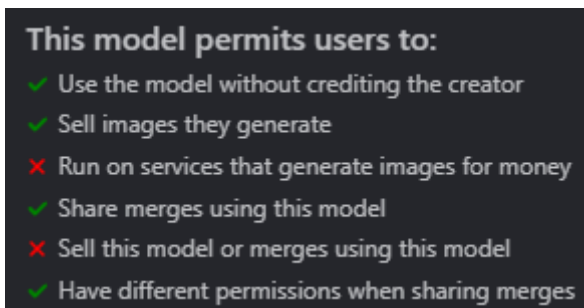 This model permits users to:
✓ Use the model without crediting the creator
✓ Sell images they generate
✕ Run on services that generate images for money
✓ Share merges using this model
✕ Sell this model or merges using this model
✓ Have different permissions when sharing merges